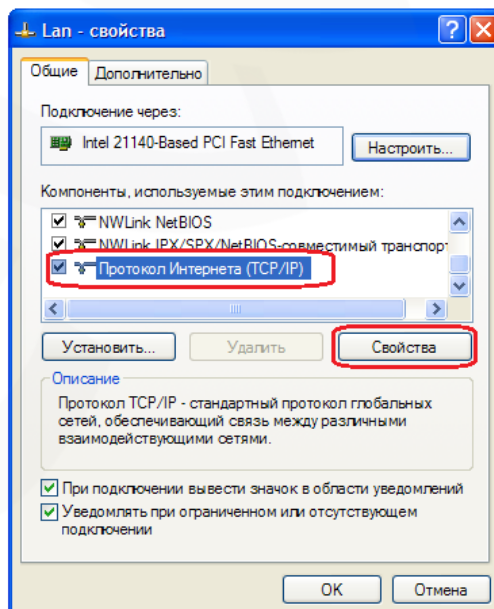 Lan - свойства
Общие
Дополнительно
Подключение через:
Intel 21140-Based PCI Fast Ethernet
Настроить...
Компоненты, используемые этим подключением:
NWLink NetBIOS
NWLink IPX/SPX/NetBIOS-совместимый транспорт
Протокол Интернета (TCP/IP)
Установить...
Удалить
Свойства
Описание
Протокол TCP/IP - стандартный протокол глобальных
сетей, обеспечивающий связь между различными
взаимодействующими сетями.
При подключении вывести значок в области уведомлений
Уведомлять при ограниченном или отсутствующем
подключении
OK
Отмена